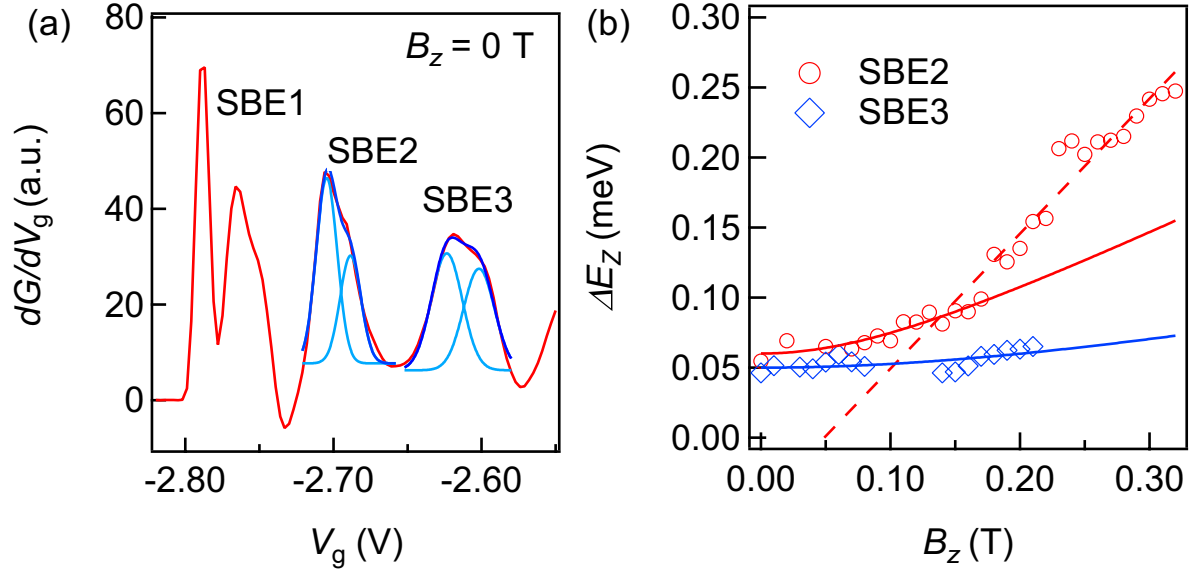 (a)
B_z = 0 T
SBE1
SBE2
SBE3
80
60
40
20
0
dG/dV_g (a.u.)
-2.80
-2.70
-2.60
V_g (V)
(b)
SBE2
SBE3
0.30
0.25
0.20
0.15
0.10
0.05
0.00
ΔE_Z (meV)
0.00
0.10
0.20
0.30
B_z (T)